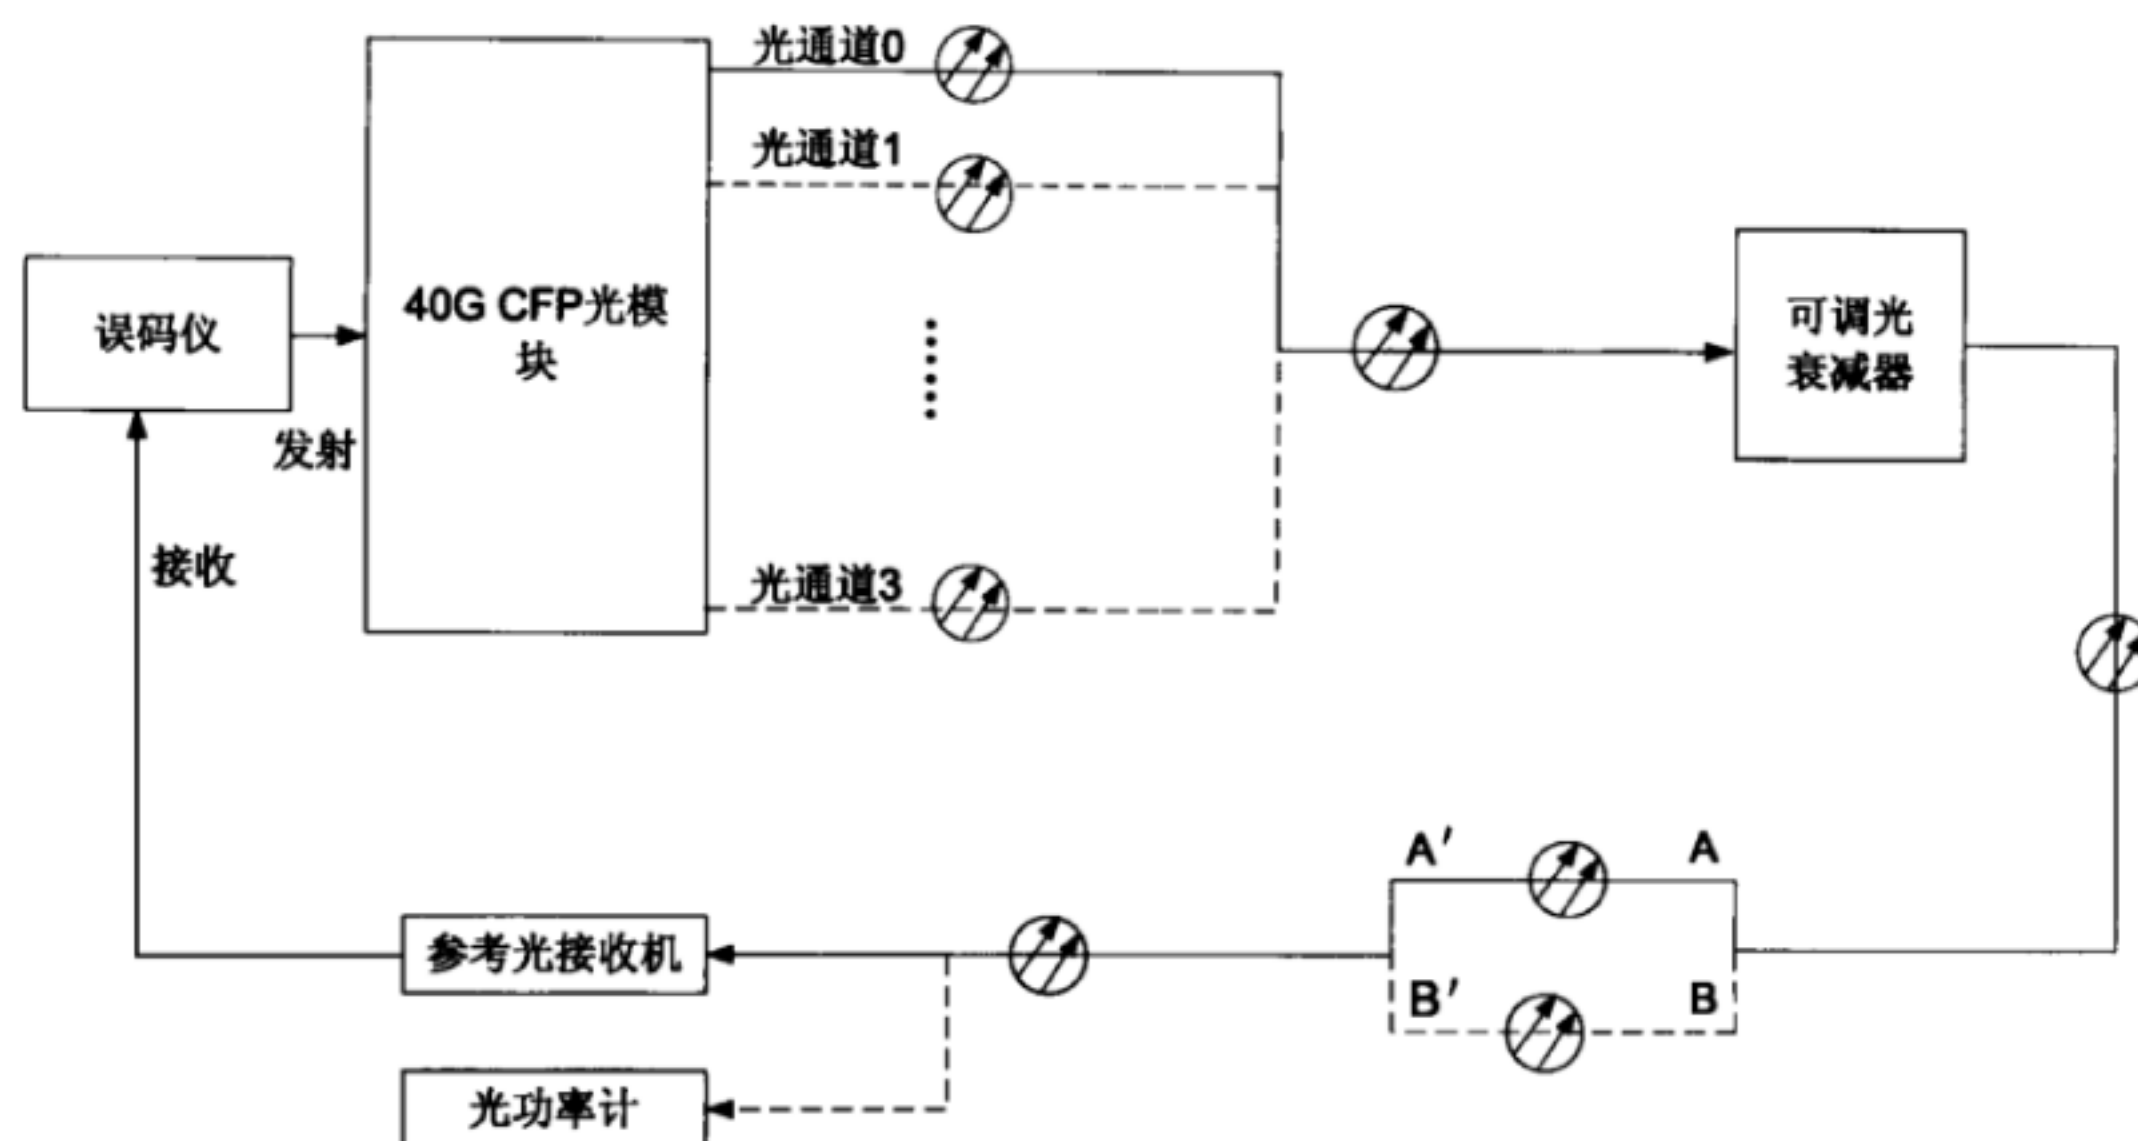 光通道0
光通道1
误码仪
40G CFP光模
块
可调光
衰减器
发射
接收
光通道3
A′
A
参考光接收机
B′
B
光功率计